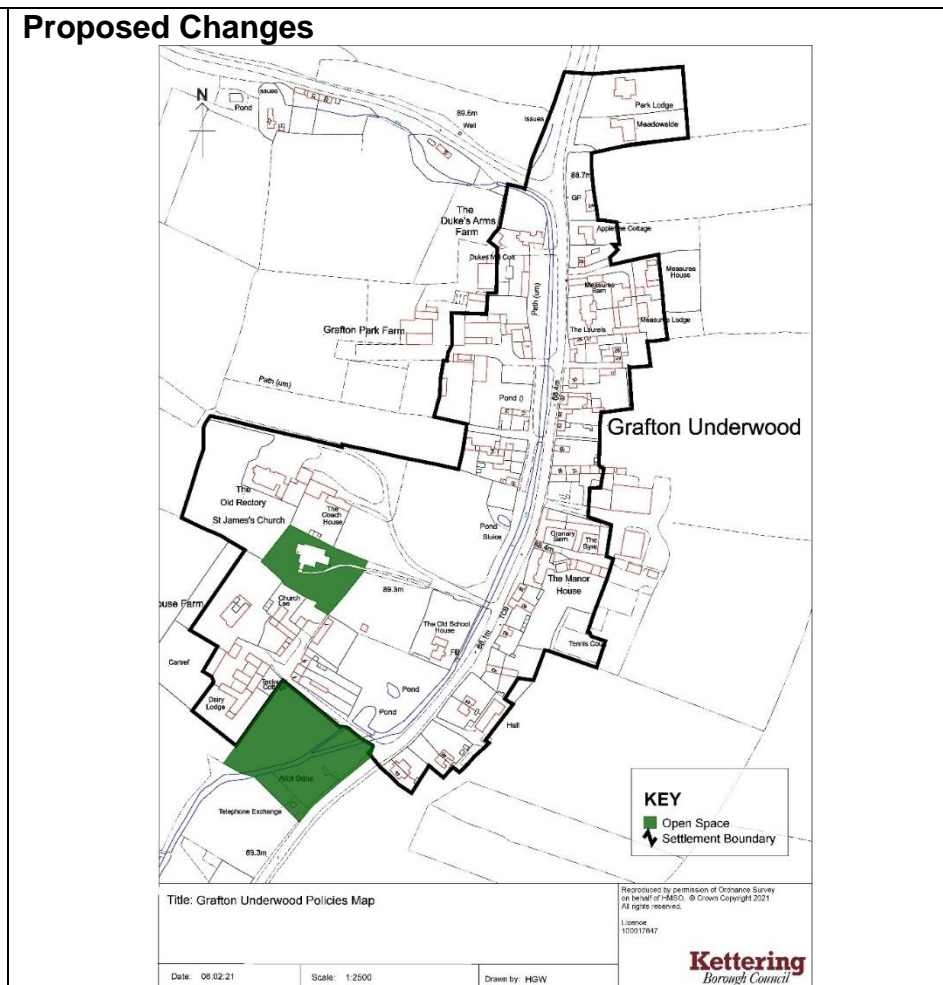 Proposed Changes
N
Issues
Pond
89.6m
Well
Issues
Park Lodge
Meadowside
88.7m
GP
The
Duke's Arms
Farm
Appletree Cottage
Measures
House
Measures
Barn
Measures Lodge
The Laurels
Path (um)
Grafton Park Farm
Path (um)
Pond
Grafton Underwood
The
Old Rectory
St James's Church
The
Coach
House
Pond
Sluice
Granary
Barn
The
Byre
The Manor
House
89.3m
Church
Lee
The Old School
House
FB
TCB
Tennis Cou
ouse Farm
Cartref
Dairy
Lodge
Pond
Pond
Hall
Allot Gdns
Telephone Exchange
89.3m
KEY
Open Space
Settlement Boundary
Title: Grafton Underwood Policies Map
Reproduced by permission of Ordnance Survey
on behalf of HMSO. © Crown Copyright 2021
All rights reserved.
Licence
100017647
Date: 08:02:21
Scale: 1:2500
Drawn by: HGW
Kettering
Borough Council